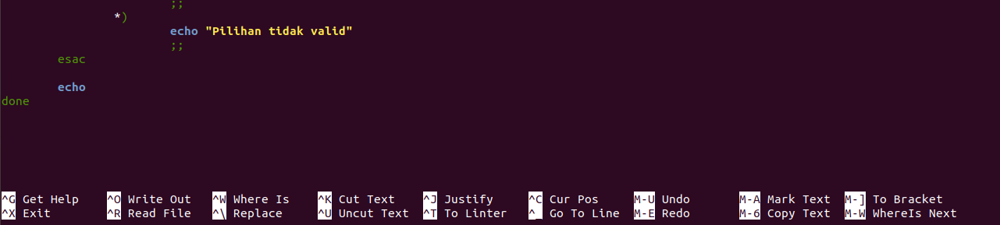 ;;
*)
echo "Pilihan tidak valid"
;;
esac
echo
done
^G Get Help ^O Write Out ^W Where Is ^K Cut Text ^J Justify ^C Cur Pos M-U Undo M-A Mark Text M-] To Bracket
^X Exit ^R Read File ^\ Replace ^U Uncut Text ^T To Linter ^_ Go To Line M-E Redo M-6 Copy Text M-W WhereIs Next